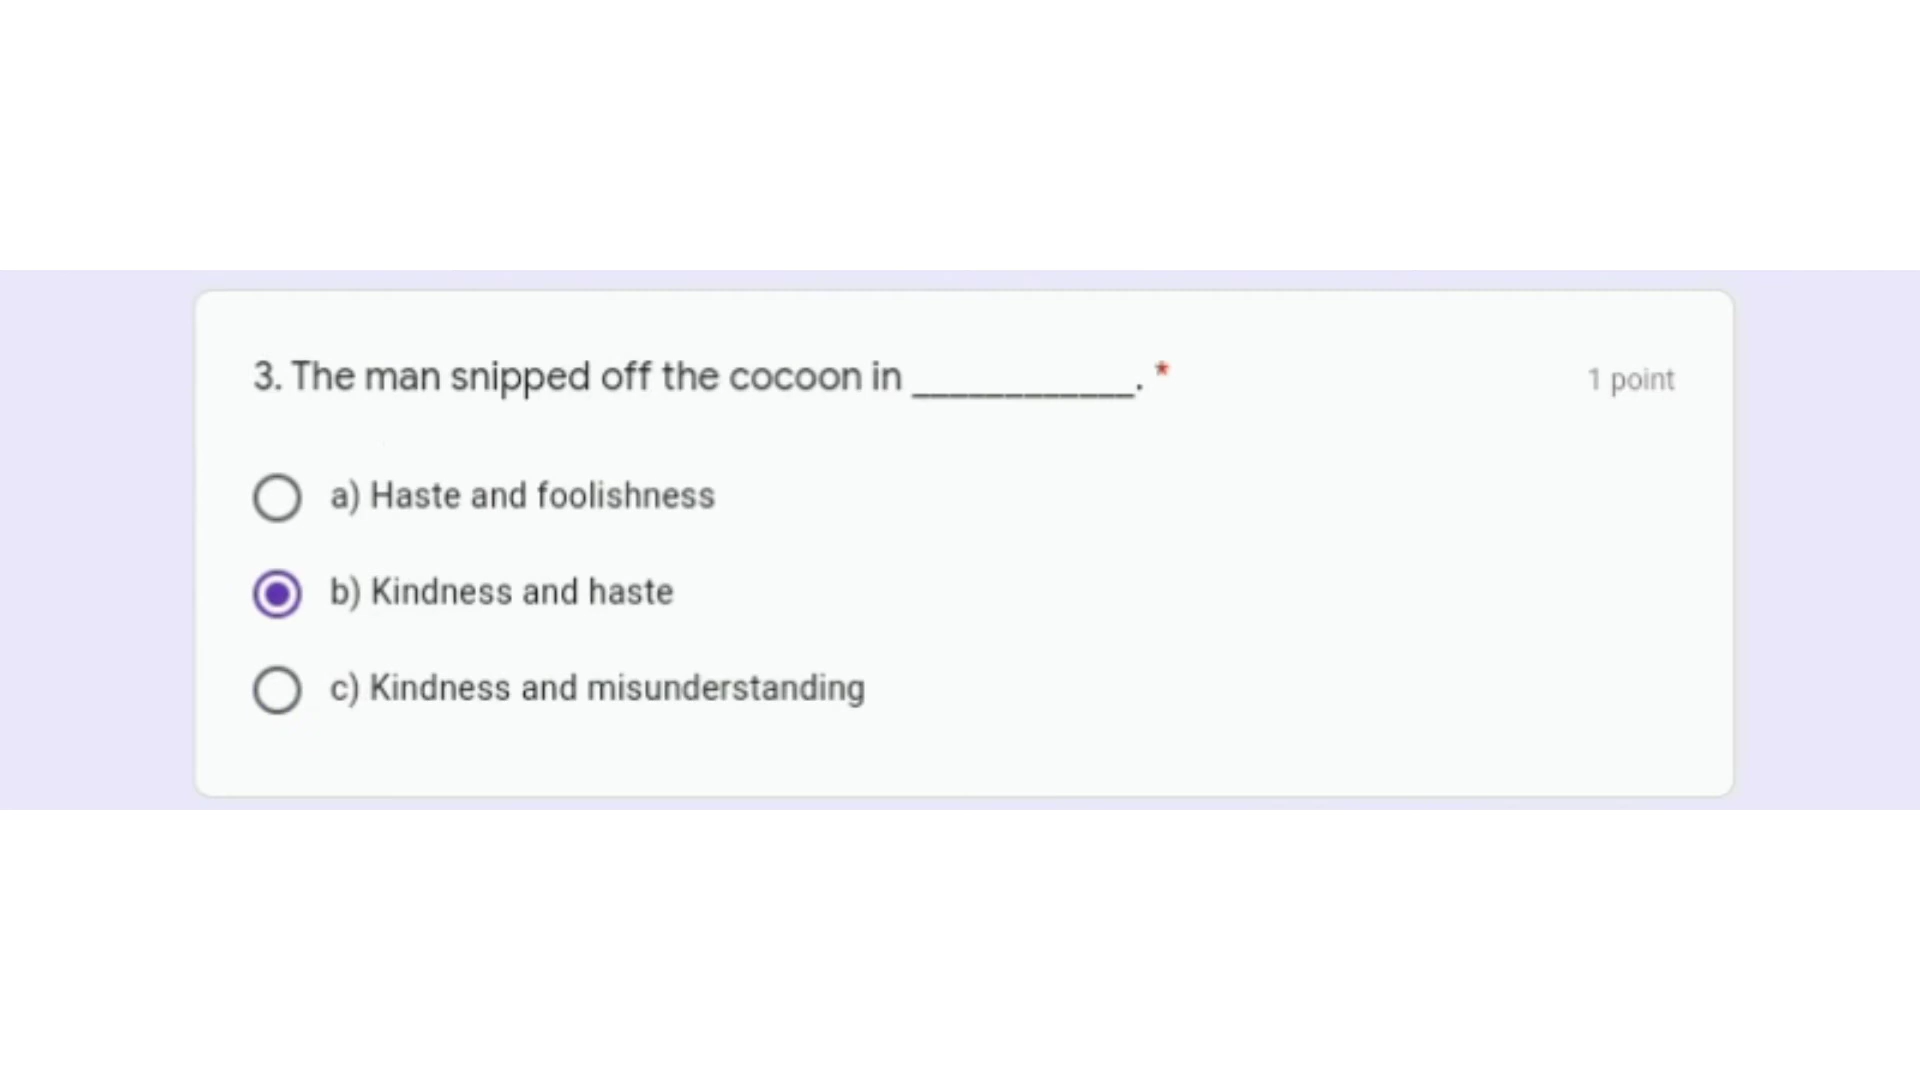 3. The man snipped off the cocoon in ____________. *
1 point
a) Haste and foolishness
b) Kindness and haste
c) Kindness and misunderstanding